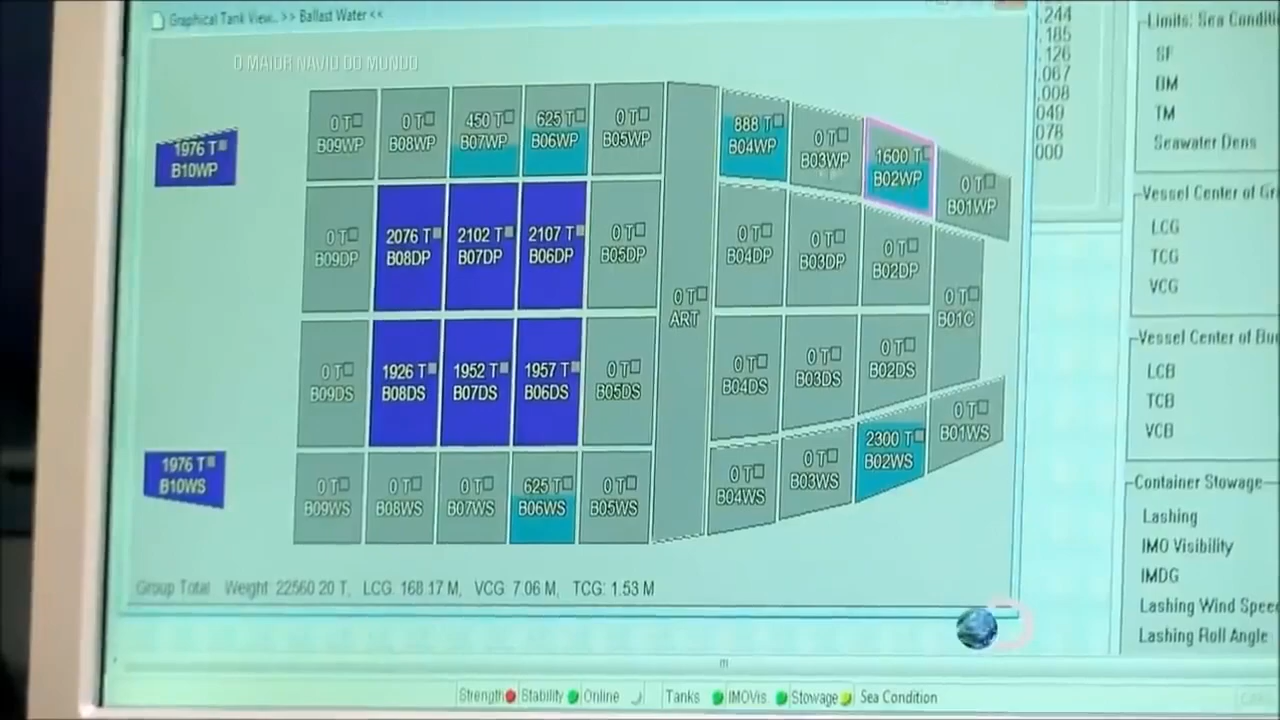 Graphical Tank View... >> Ballast Water <<
O MAIOR NAVIO DO MUNDO
1976 T
B10WP
0 T
B09WP
0 T
B08WP
450 T
B07WP
625 T
B06WP
0 T
B05WP
888 T
B04WP
0 T
B03WP
1600 T
B02WP
0 T
B01WP
0 T
B09DP
2076 T
B08DP
2102 T
B07DP
2107 T
B06DP
0 T
B05DP
0 T
ART
0 T
B04DP
0 T
B03DP
0 T
B02DP
0 T
B01C
0 T
B09DS
1926 T
B08DS
1952 T
B07DS
1957 T
B06DS
0 T
B05DS
0 T
B04DS
0 T
B03DS
0 T
B02DS
1976 T
B10WS
0 T
B09WS
0 T
B08WS
0 T
B07WS
625 T
B06WS
0 T
B05WS
0 T
B04WS
0 T
B03WS
2300 T
B02WS
0 T
B01WS
Group Total Weight: 22560.20 T, LCG: 168.17 M, VCG: 7.06 M, TCG: 1.53 M
.244
.185
.126
.067
.008
049
078
000
Limits: Sea Conditi
SF
BM
TM
Seawater Dens
Vessel Center of Gra
LCG
TCG
VCG
Vessel Center of Buo
LCB
TCB
VCB
Container Stowage
Lashing
IMO Visibility
IMDG
Lashing Wind Speed
Lashing Roll Angle
Strength Stability Online Tanks IMOVis Stowage Sea Condition